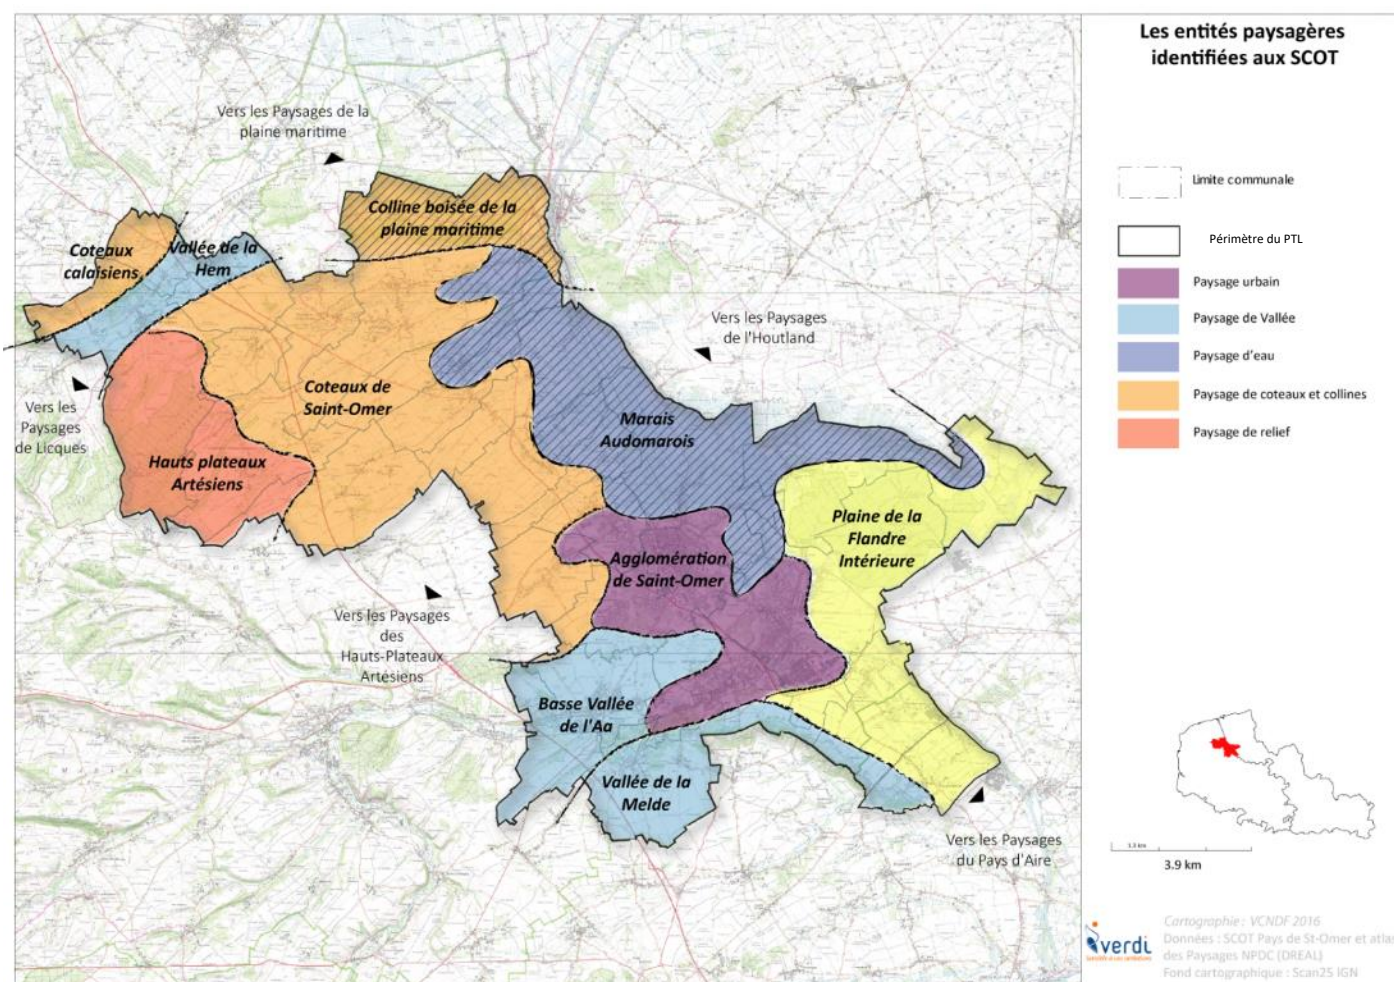 Les entités paysagères
identifiées aux SCOT
Vers les Paysages de la
plaine maritime
Colline boisée de la
plaine maritime
Coteaux
calaisiens
Vallée de la
Hem
Vers les Paysages
de l'Houtland
Coteaux de
Saint-Omer
Marais
Audomarois
Vers les
Paysages
de Licques
Hauts plateaux
Artésiens
Plaine de la
Flandre
Intérieure
Agglomération
de Saint-Omer
Vers les Paysages
des
Hauts-Plateaux
Artésiens
Basse Vallée
de l'Aa
Vallée de la
Melde
Vers les Paysages
du Pays d'Aire
Limite communale
Périmètre du PTL
Paysage urbain
Paysage de Vallée
Paysage d'eau
Paysage de coteaux et collines
Paysage de relief
3.9 km
verdi
Cartographie : VCNDF 2016
Données : SCOT Pays de St-Omer et atlas
des Paysages NPDC (DREAL)
Fond cartographique : Scan25 IGN